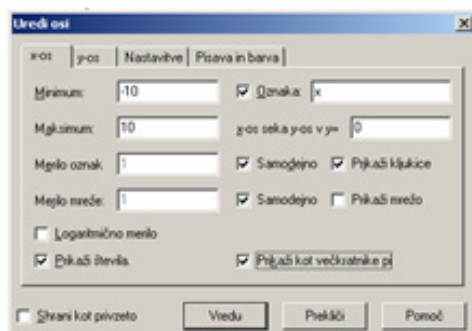 Uredi osi
x-os y-os Nastavitve Pisava in barva
Minimum: -10 Oznaka: x
Maksimum: 10 x-os seka y-os v y= 0
Merilo oznak 1 Samodejno Prikaži kljukice
Merilo mreže: 1 Samodejno Prikaži mrežo
Logaritmično merilo
Prikaži števila Prikaži kot večkratnike pi
Shrani kot privzeto Vredu Prekliči Pomoč